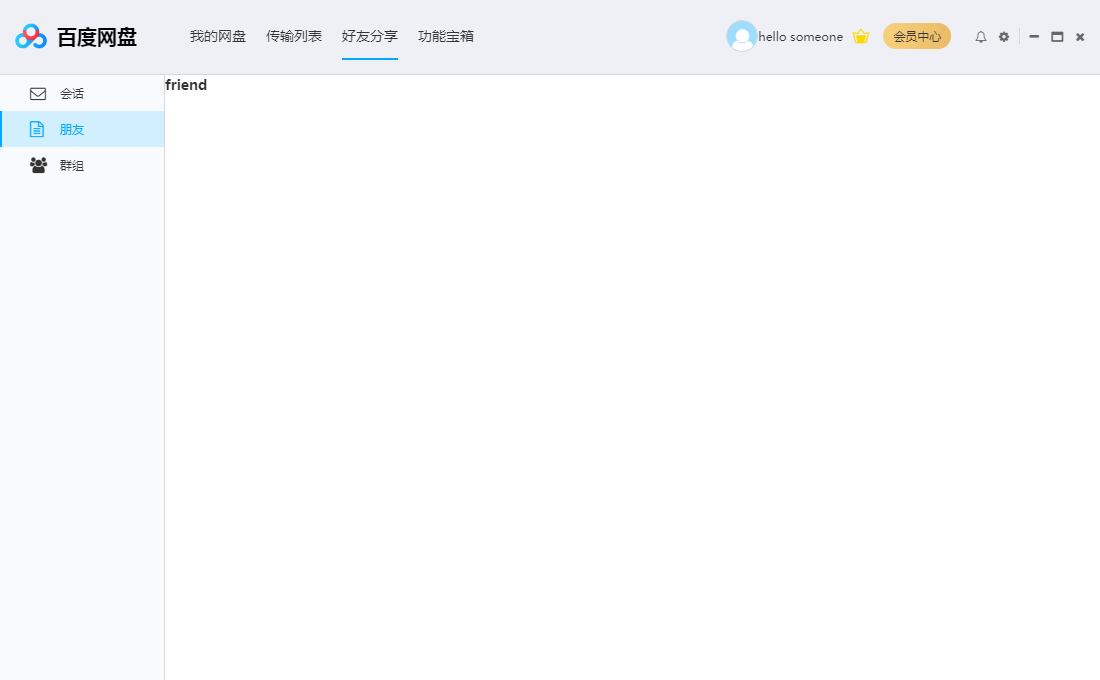 百度网盘
我的网盘 传输列表 好友分享 功能宝箱
hello someone
会员中心
会话
朋友
群组
friend